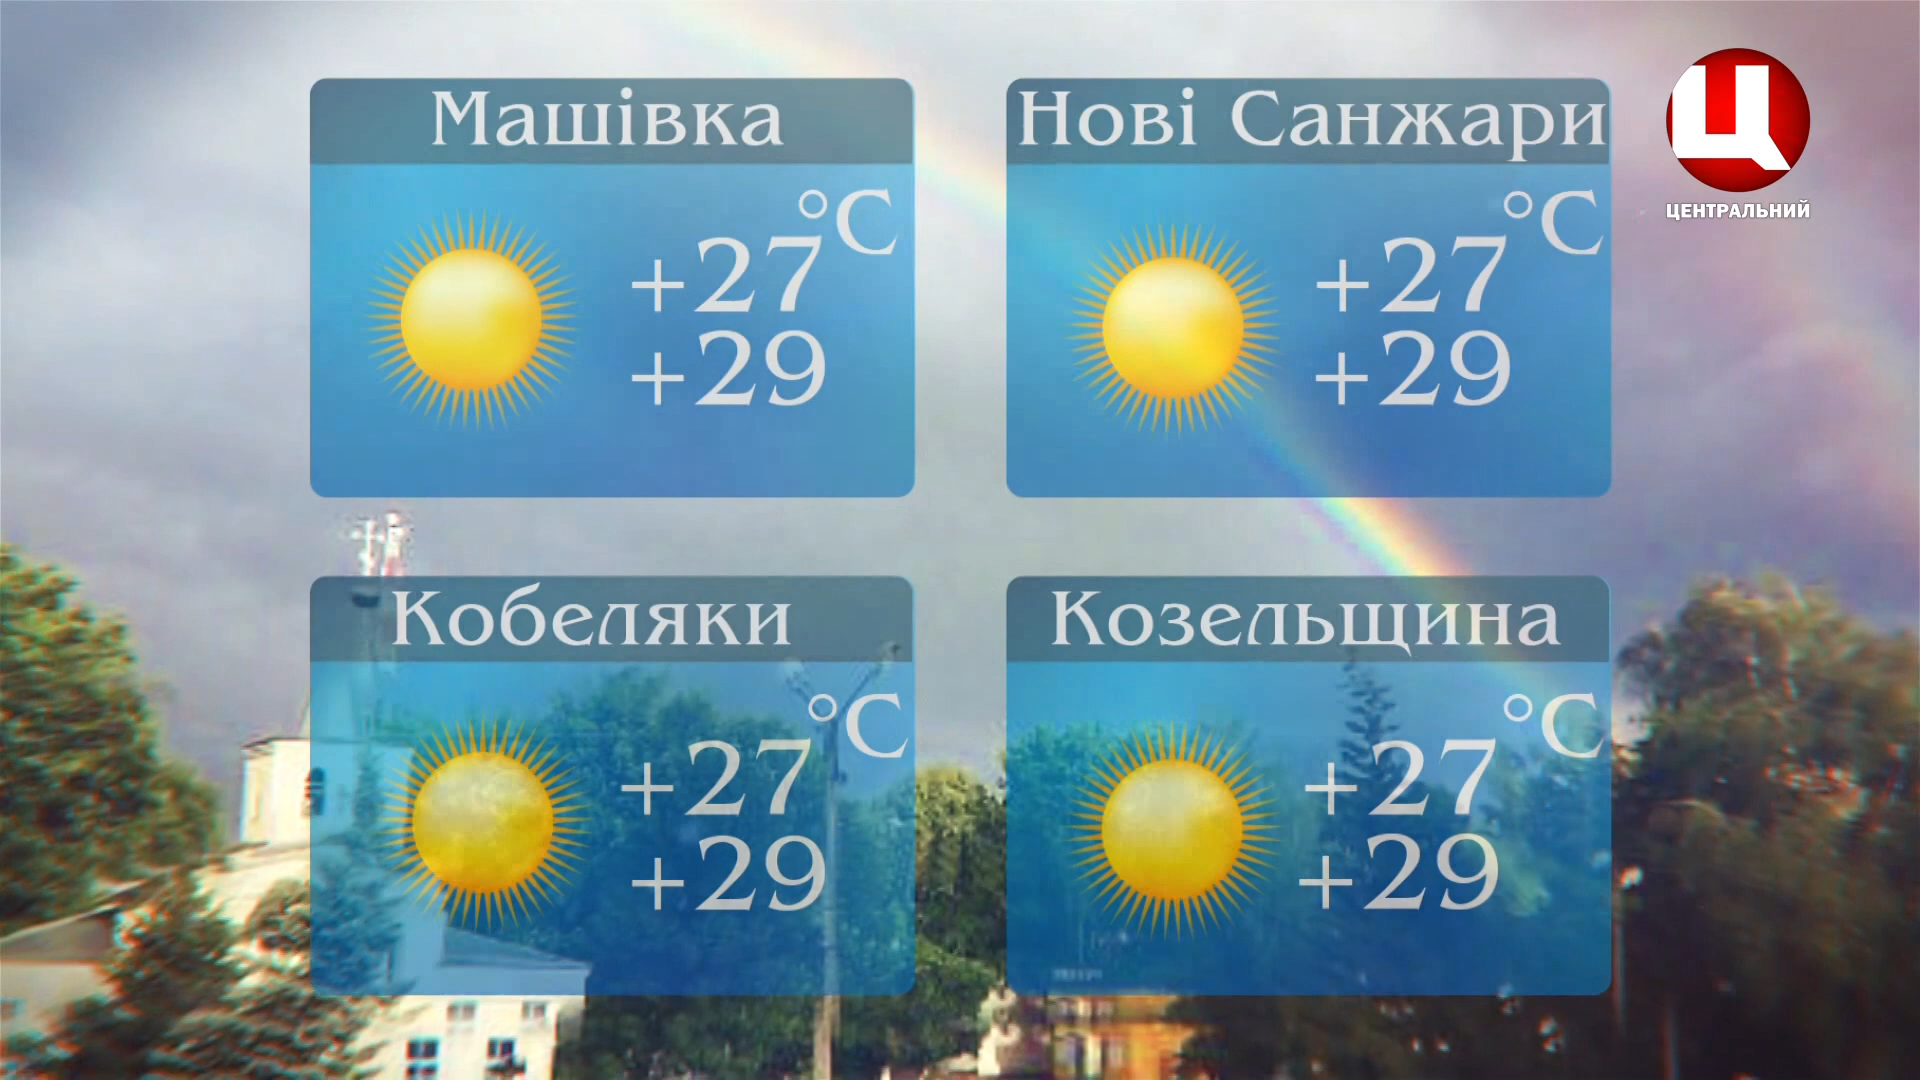 Машівка
°C
+27
+29
Нові Санжари
°C
+27
+29
Ц
ЦЕНТРАЛЬНИЙ
Кобеляки
°C
+27
+29
Козельщина
°C
+27
+29